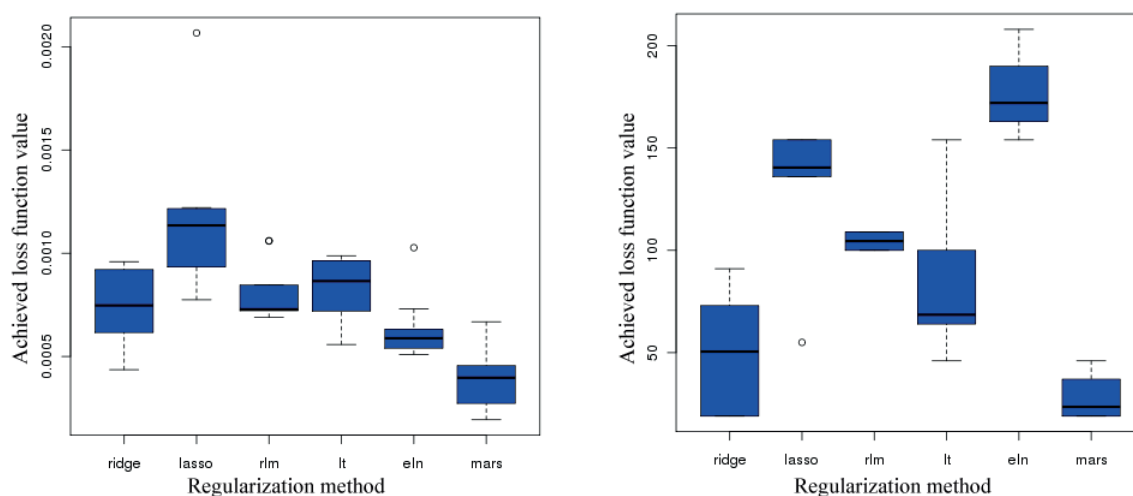 Achieved loss function value
0.0020
0.0015
0.0010
0.0005
ridge lasso rlm lt eln mars
Regularization method
Achieved loss function value
200
150
100
50
ridge lasso rlm lt eln mars
Regularization method